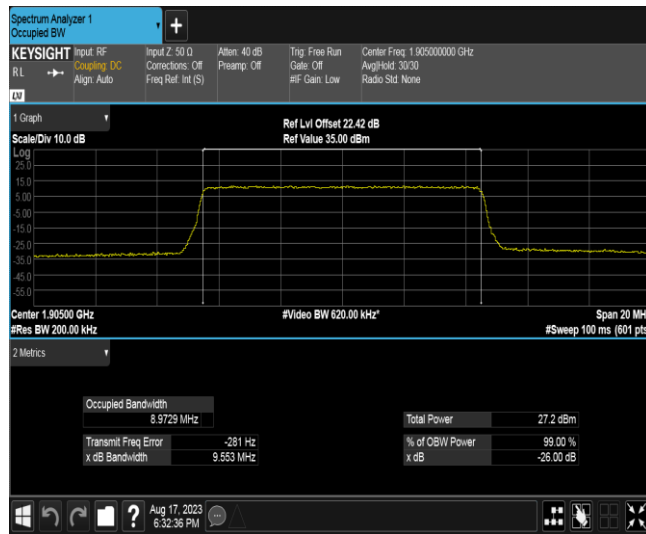 Spectrum Analyzer 1
Occupied BW
+
KEYSIGHT
R L
LXI
Input: RF
Coupling: DC
Align: Auto
Input Z: 50 Ω
Corrections: Off
Freq Ref: Int (S)
Atten: 40 dB
Preamp: Off
Trig: Free Run
Gate: Off
#IF Gain: Low
Center Freq: 1.905000000 GHz
Avg|Hold: 30/30
Radio Std: None
1 Graph
Scale/Div 10.0 dB
Ref Lvl Offset 22.42 dB
Ref Value 35.00 dBm
Log
25.0
15.0
5.00
-5.00
-15.0
-25.0
-35.0
-45.0
-55.0
Center 1.90500 GHz
#Res BW 200.00 kHz
#Video BW 620.00 kHz*
Span 20 MH
#Sweep 100 ms (601 pts
2 Metrics
Occupied Bandwidth
8.9729 MHz
Transmit Freq Error -281 Hz
x dB Bandwidth 9.553 MHz
Total Power 27.2 dBm
% of OBW Power 99.00 %
x dB -26.00 dB
?
Aug 17, 2023
6:32:36 PM